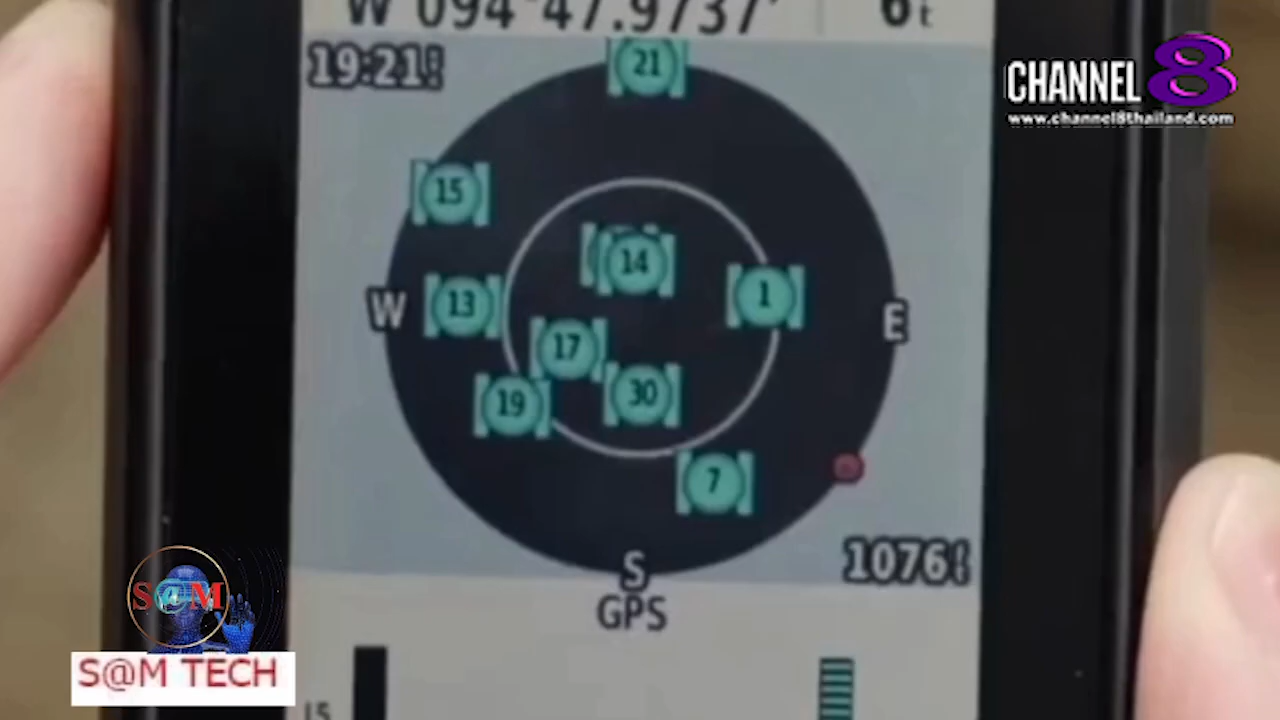 W 094°47.9737'
6t
19:21
21
CHANNEL 8
www.channel8thailand.com
15
14
1
W
13
E
17
30
19
7
1076
S
GPS
S@M
S@M TECH
15